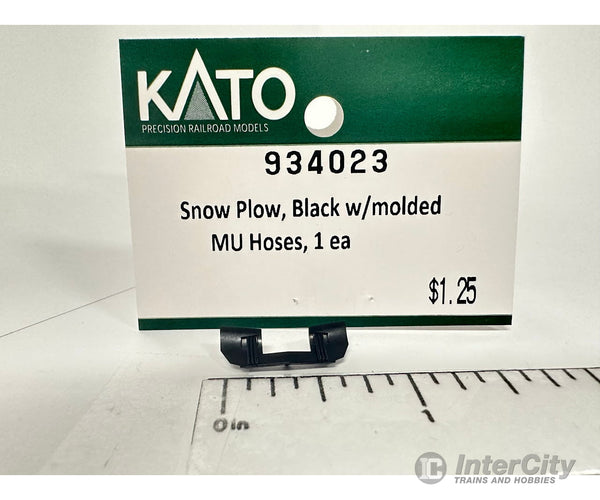 KATO
PRECISION RAILROAD MODELS
934023
Snow Plow, Black w/molded
MU Hoses, 1 ea
$1.25
0in
1
InterCity
TRAINS AND HOBBIES